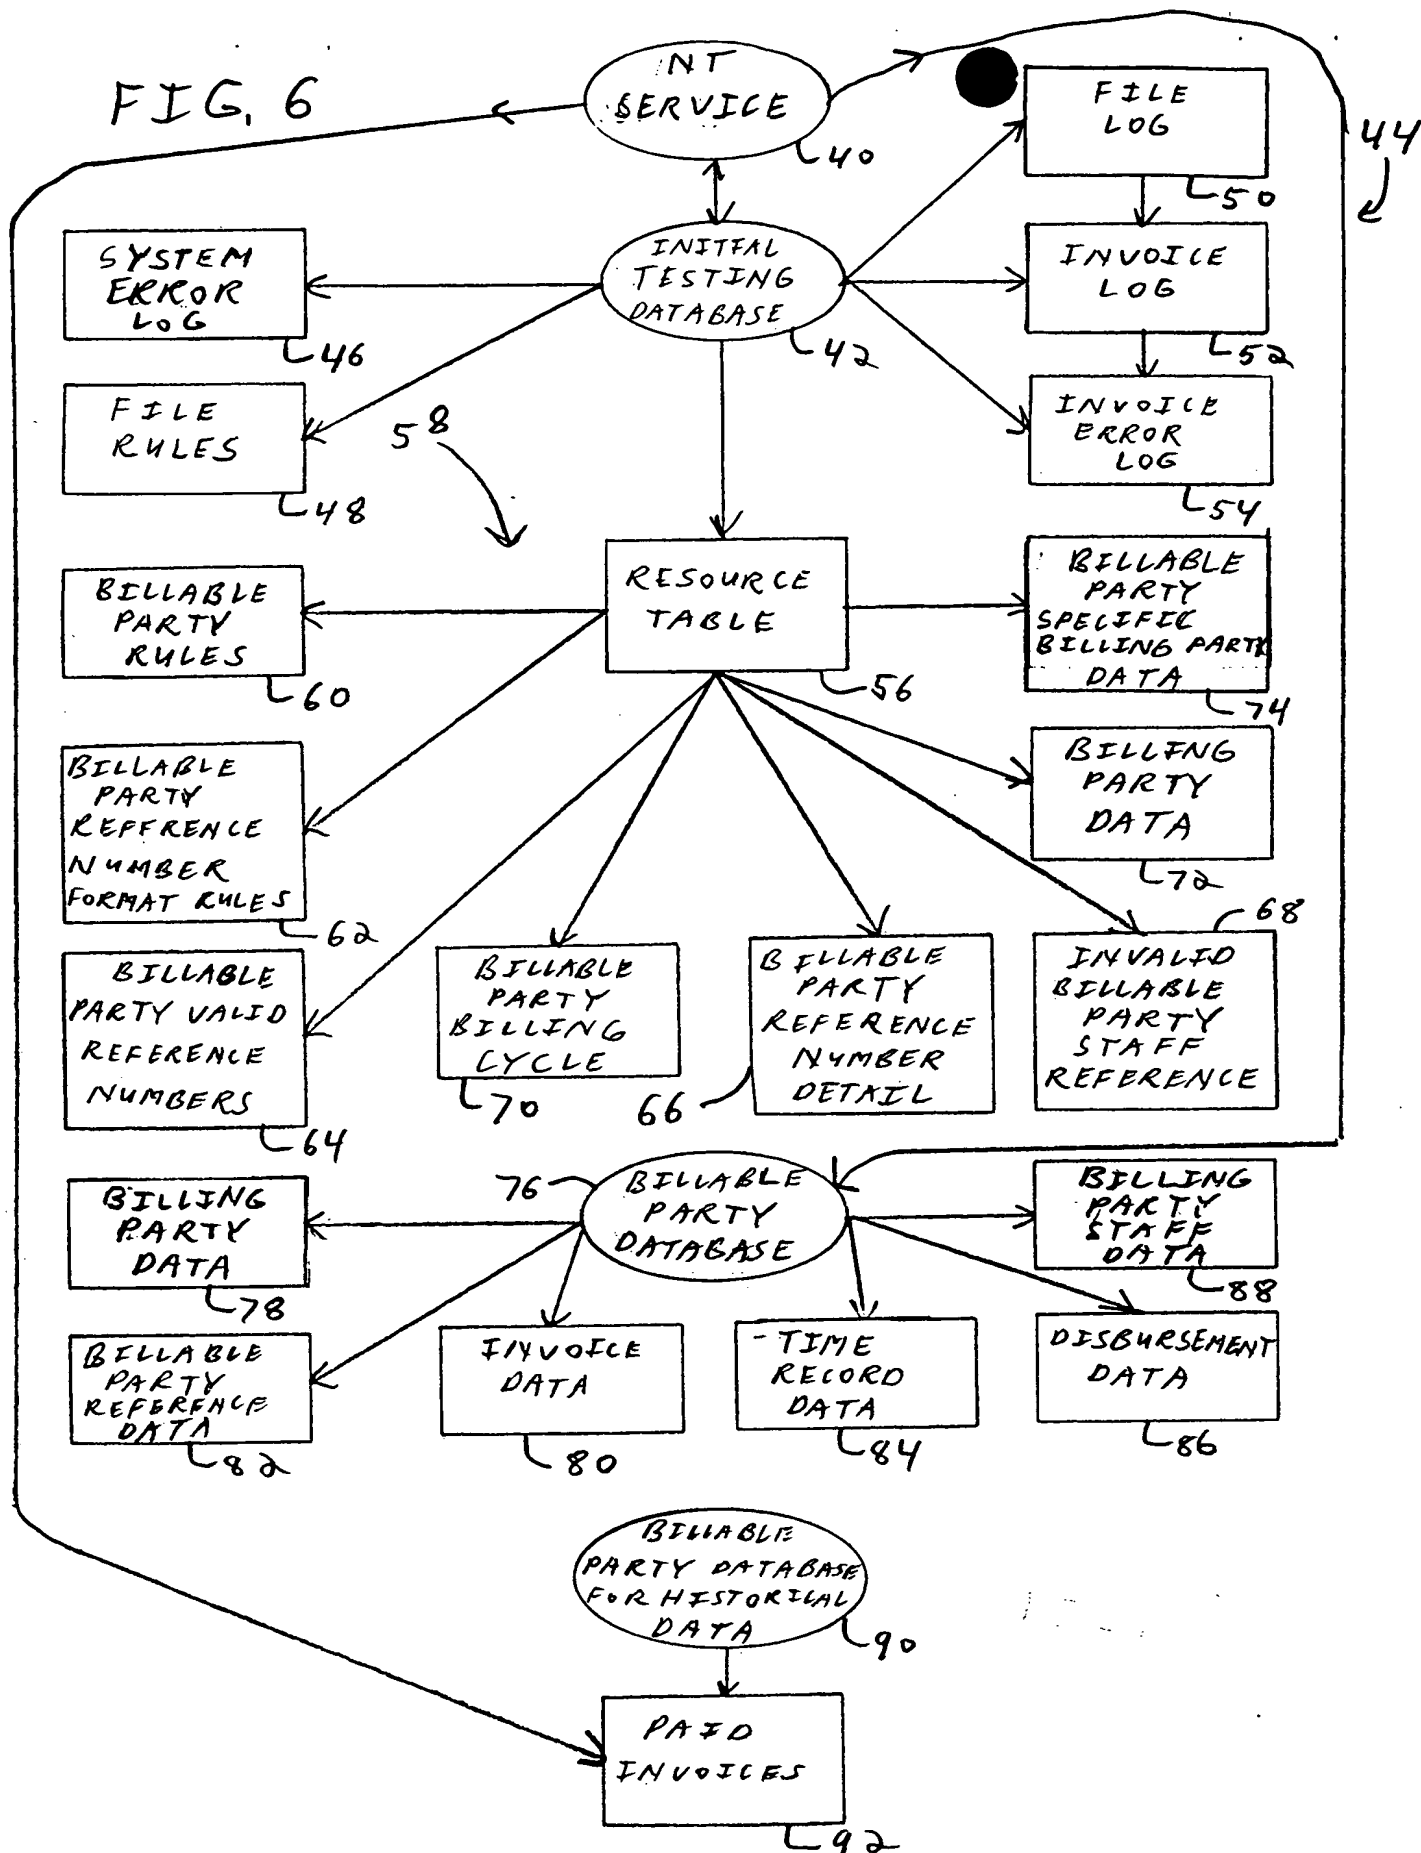 FIG. 6
NT
SERVICE
40
FILE
LOG
50
44
SYSTEM
ERROR
LOG
46
INITIAL
TESTING
DATABASE
42
INVOICE
LOG
52
FILE
RULES
48
58
INVOICE
ERROR
LOG
54
BILLABLE
PARTY
RULES
60
RESOURCE
TABLE
56
BILLABLE
PARTY
SPECIFIC
BILLING PARTY
DATA
74
BILLABLE
PARTY
REFERENCE
NUMBER
FORMAT RULES
62
BILLING
PARTY
DATA
72
BILLABLE
PARTY VALID
REFERENCE
NUMBERS
64
BILLABLE
PARTY
BILLING
CYCLE
70
BILLABLE
PARTY
REFERENCE
NUMBER
DETAIL
66
68
INVALID
BILLABLE
PARTY
STAFF
REFERENCE
BILLING
PARTY
DATA
78
76
BILLABLE
PARTY
DATABASE
BILLING
PARTY
STAFF
DATA
88
BILLABLE
PARTY
REFERENCE
DATA
82
INVOICE
DATA
80
TIME
RECORD
DATA
84
DISBURSEMENT
DATA
86
BILLABLE
PARTY DATABASE
FOR HISTORICAL
DATA
90
PAID
INVOICES
92